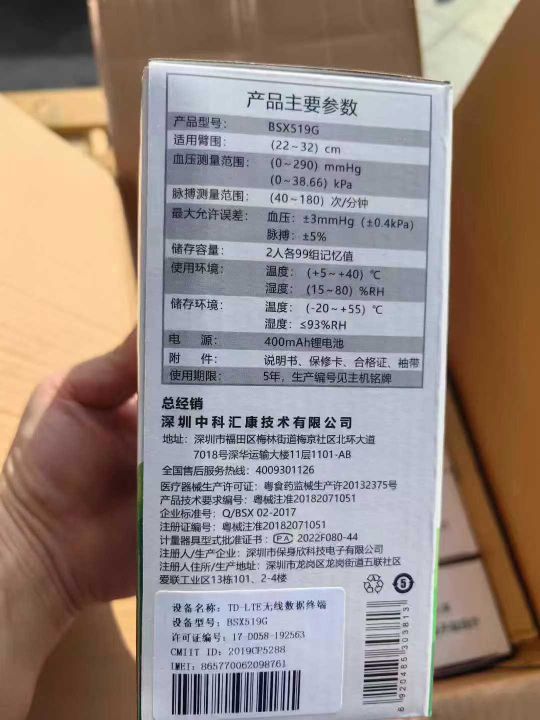 产品主要参数
产品型号： BSX519G
适用臂围： (22~32) cm
血压测量范围： (0~290) mmHg
(0~38.66) kPa
脉搏测量范围： (40~180) 次/分钟
最大允许误差： 血压：±3mmHg (±0.4kPa)
脉搏：±5%
储存容量： 2人各99组记忆值
使用环境： 温度： (+5~+40) ℃
湿度： (15~80) %RH
储存环境： 温度： (-20~+55) ℃
湿度：≤93%RH
电 源： 400mAh锂电池
附 件： 说明书、保修卡、合格证、袖带
使用期限： 5年，生产编号见主机铭牌
总经销
深圳中科汇康技术有限公司
地址：深圳市福田区梅林街道梅京社区北环大道
7018号深华运输大楼11层1101-AB
全国售后服务热线：4009301126
医疗器械生产许可证：粤食药监械生产许20132375号
产品技术要求编号：粤械注准20182071051
企业标准号：Q/BSX 02-2017
注册证编号：粤械注准20182071051
计量器具型式批准证书：PA 2022F080-44
注册人/生产企业：深圳市保身欣科技电子有限公司
注册人住所/生产地址：深圳市龙岗区龙岗街道五联社区
爱联工业区13栋101、2-4楼
5
设备名称：TD-LTE无线数据终端
设备型号：BSX519G
许可证编号：17-D058-192563
CMIIT ID：2019CP5288
IMEI：865770062098761
6 920485 303813